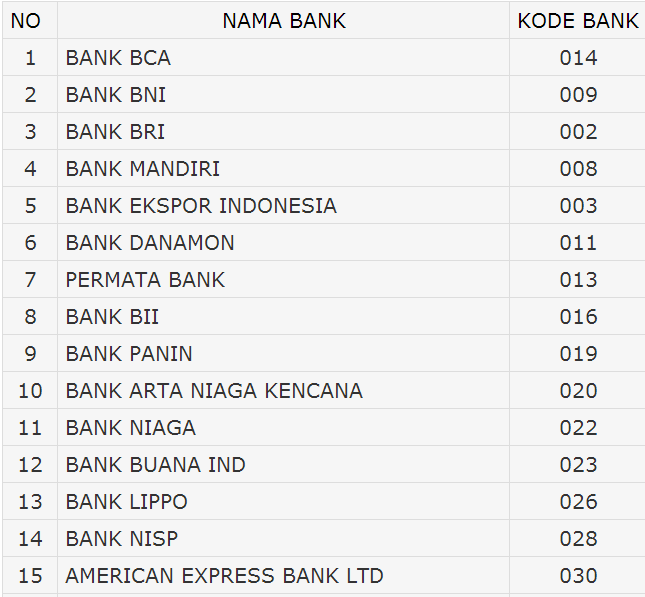 NO NAMA BANK KODE BANK
1 BANK BCA 014
2 BANK BNI 009
3 BANK BRI 002
4 BANK MANDIRI 008
5 BANK EKSPOR INDONESIA 003
6 BANK DANAMON 011
7 PERMATA BANK 013
8 BANK BII 016
9 BANK PANIN 019
10 BANK ARTA NIAGA KENCANA 020
11 BANK NIAGA 022
12 BANK BUANA IND 023
13 BANK LIPPO 026
14 BANK NISP 028
15 AMERICAN EXPRESS BANK LTD 030